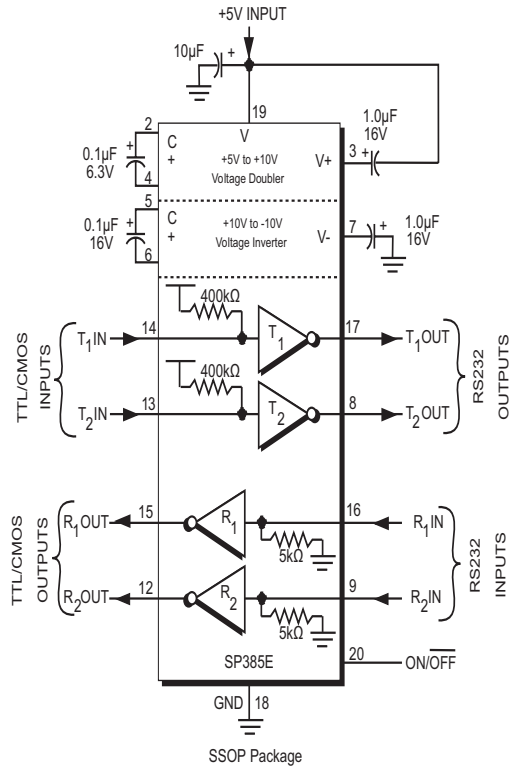 +5V INPUT
10µF
+
19
1.0µF
16V
2
C
+
V
+5V to +10V
Voltage Doubler
V+
3
+
0.1µF
6.3V
+
4
5
C
+
+10V to -10V
Voltage Inverter
V-
7
+
1.0µF
16V
0.1µF
16V
+
6
400kΩ
T1IN
14
T1
17
T1OUT
400kΩ
T2IN
13
T2
8
T2OUT
TTL/CMOS
INPUTS
RS232
OUTPUTS
R1OUT
15
R1
16
R1IN
5kΩ
R2OUT
12
R2
9
R2IN
5kΩ
TTL/CMOS
OUTPUTS
RS232
INPUTS
SP385E
20
ON/OFF
GND
18
SSOP Package